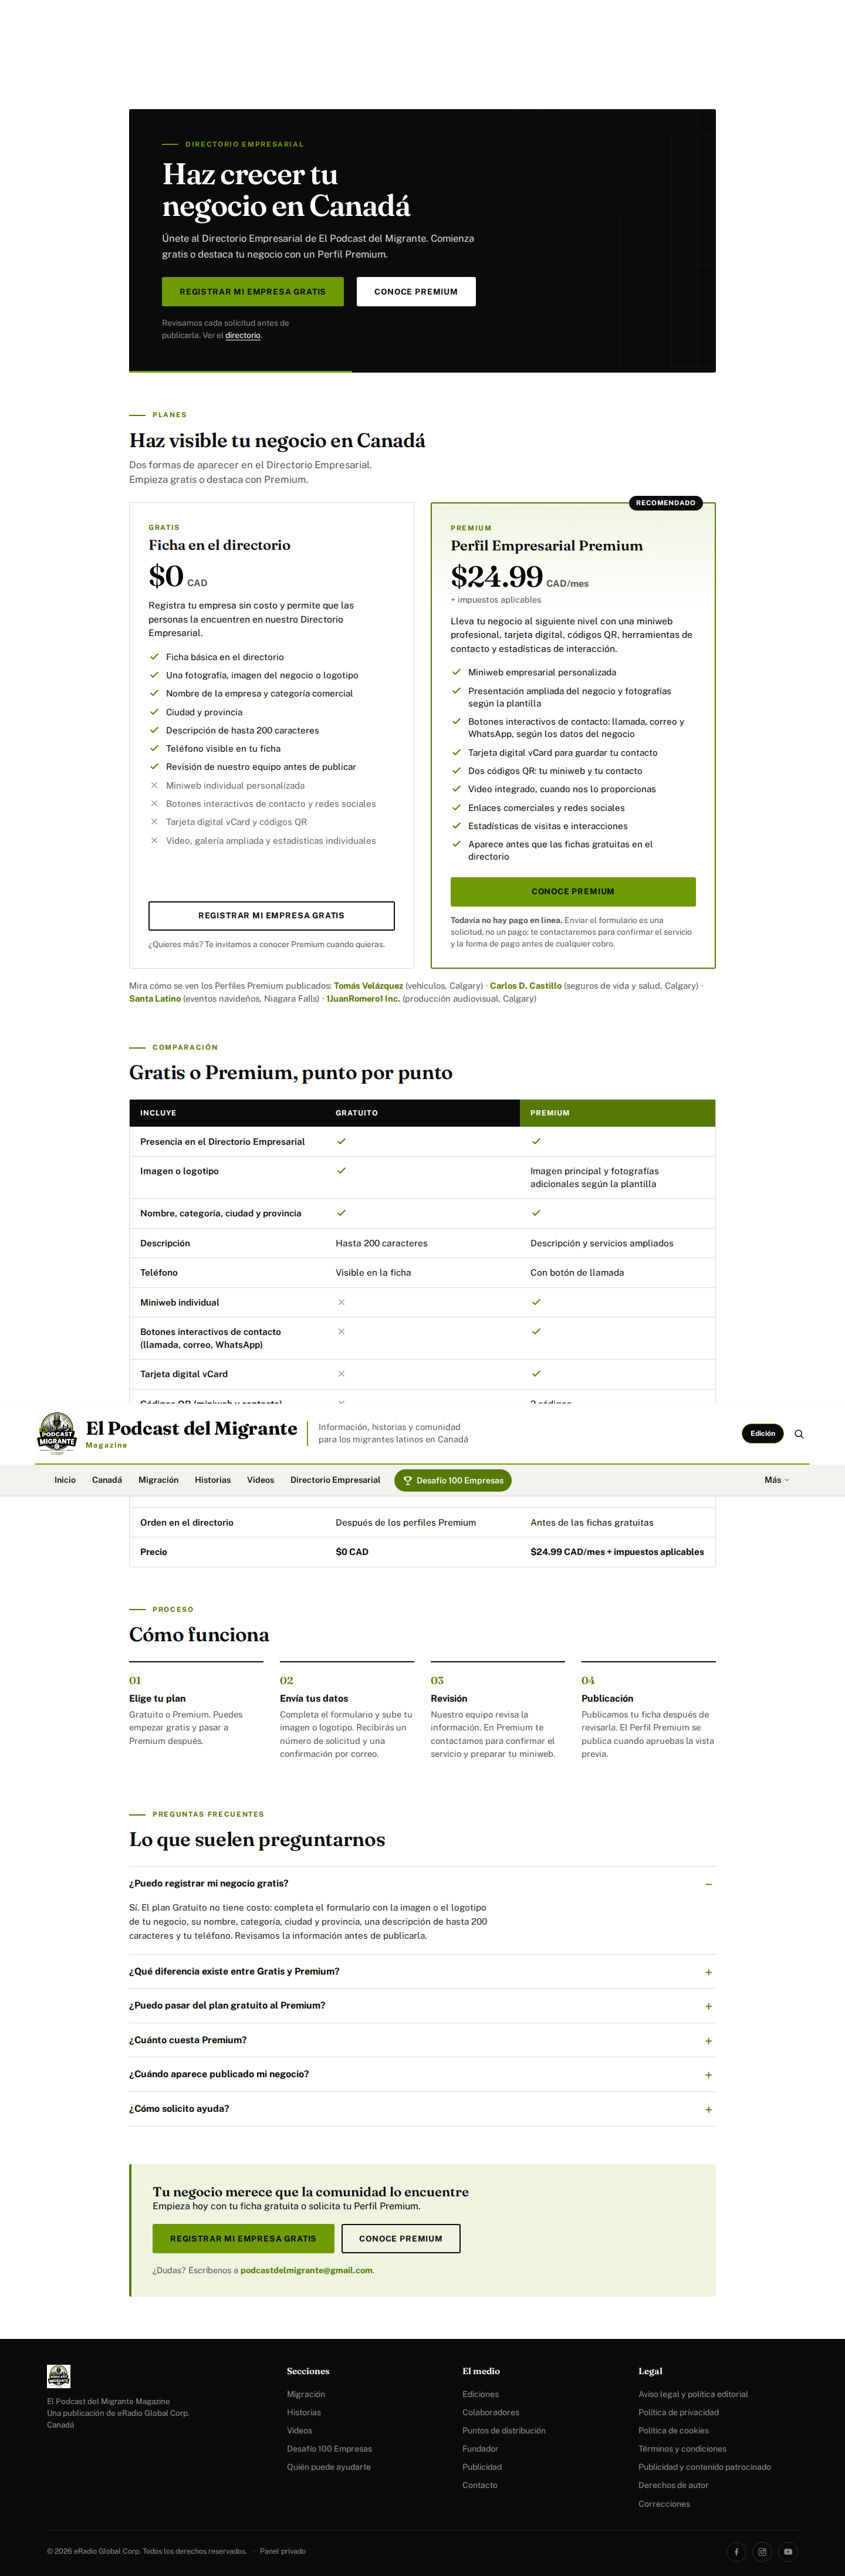 DIRECTORIO EMPRESARIAL
Haz crecer tu
negocio en Canadá
Únete al Directorio Empresarial de El Podcast del Migrante. Comienza
gratis o destaca tu negocio con un Perfil Premium.
REGISTRAR MI EMPRESA GRATIS
CONOCE PREMIUM
Revisamos cada solicitud antes de
publicarla. Ver el directorio.
PLANES
Haz visible tu negocio en Canadá
Dos formas de aparecer en el Directorio Empresarial.
Empieza gratis o destaca con Premium.
GRATIS
Ficha en el directorio
$0 CAD
Registra tu empresa sin costo y permite que las
personas la encuentren en nuestro Directorio
Empresarial.
Ficha básica en el directorio
Una fotografía, imagen del negocio o logotipo
Nombre de la empresa y categoría comercial
Ciudad y provincia
Descripción de hasta 200 caracteres
Teléfono visible en tu ficha
Revisión de nuestro equipo antes de publicar
Miniweb individual personalizada
Botones interactivos de contacto y redes sociales
Tarjeta digital vCard y códigos QR
Video, galería ampliada y estadísticas individuales
REGISTRAR MI EMPRESA GRATIS
¿Quieres más? Te invitamos a conocer Premium cuando quieras.
RECOMENDADO
PREMIUM
Perfil Empresarial Premium
$24.99 CAD/mes
+ impuestos aplicables
Lleva tu negocio al siguiente nivel con una miniweb
profesional, tarjeta digital, códigos QR, herramientas de
contacto y estadísticas de interacción.
Miniweb empresarial personalizada
Presentación ampliada del negocio y fotografías
según la plantilla
Botones interactivos de contacto: llamada, correo y
WhatsApp, según los datos del negocio
Tarjeta digital vCard para guardar tu contacto
Dos códigos QR: tu miniweb y tu contacto
Video integrado, cuando nos lo proporcionas
Enlaces comerciales y redes sociales
Estadísticas de visitas e interacciones
Aparece antes que las fichas gratuitas en el
directorio
CONOCE PREMIUM
Todavía no hay pago en línea. Enviar el formulario es una
solicitud, no un pago: te contactaremos para confirmar el servicio
y la forma de pago antes de cualquier cobro.
Mira cómo se ven los Perfiles Premium publicados: Tomás Velázquez (vehículos, Calgary) · Carlos D. Castillo (seguros de vida y salud, Calgary) ·
Santa Latino (eventos navideños, Niagara Falls) · 1JuanRomero1 Inc. (producción audiovisual, Calgary)
COMPARACIÓN
Gratis o Premium, punto por punto
INCLUYE GRATUITO PREMIUM
Presencia en el Directorio Empresarial
Imagen o logotipo Imagen principal y fotografías
adicionales según la plantilla
Nombre, categoría, ciudad y provincia
Descripción Hasta 200 caracteres Descripción y servicios ampliados
Teléfono Visible en la ficha Con botón de llamada
Miniweb individual
Botones interactivos de contacto
(llamada, correo, WhatsApp)
Tarjeta digital vCard
Códigos QR (miniweb y contacto) 2 códigos
PODCAST
MIGRANTE
El Podcast del Migrante
Magazine
Información, historias y comunidad
para los migrantes latinos en Canadá
Edición
Inicio Canadá Migración Historias Videos Directorio Empresarial Desafío 100 Empresas Más
Orden en el directorio Después de los perfiles Premium Antes de las fichas gratuitas
Precio $0 CAD $24.99 CAD/mes + impuestos aplicables
PROCESO
Cómo funciona
01
Elige tu plan
Gratuito o Premium. Puedes
empezar gratis y pasar a
Premium después.
02
Envía tus datos
Completa el formulario y sube tu
imagen o logotipo. Recibirás un
número de solicitud y una
confirmación por correo.
03
Revisión
Nuestro equipo revisa la
información. En Premium te
contactamos para confirmar el
servicio y preparar tu miniweb.
04
Publicación
Publicamos tu ficha después de
revisarla. El Perfil Premium se
publica cuando apruebas la vista
previa.
PREGUNTAS FRECUENTES
Lo que suelen preguntarnos
¿Puedo registrar mi negocio gratis?
Sí. El plan Gratuito no tiene costo: completa el formulario con la imagen o el logotipo
de tu negocio, su nombre, categoría, ciudad y provincia, una descripción de hasta 200
caracteres y tu teléfono. Revisamos la información antes de publicarla.
¿Qué diferencia existe entre Gratis y Premium?
¿Puedo pasar del plan gratuito al Premium?
¿Cuánto cuesta Premium?
¿Cuándo aparece publicado mi negocio?
¿Cómo solicito ayuda?
Tu negocio merece que la comunidad lo encuentre
Empieza hoy con tu ficha gratuita o solicita tu Perfil Premium.
REGISTRAR MI EMPRESA GRATIS
CONOCE PREMIUM
¿Dudas? Escríbenos a podcastdelmigrante@gmail.com.
El Podcast del Migrante Magazine
Una publicación de eRadio Global Corp.
Canadá
Secciones
Migración
Historias
Videos
Desafío 100 Empresas
Quién puede ayudarte
El medio
Ediciones
Colaboradores
Puntos de distribución
Fundador
Publicidad
Contacto
Legal
Aviso legal y política editorial
Política de privacidad
Política de cookies
Términos y condiciones
Publicidad y contenido patrocinado
Derechos de autor
Correcciones
© 2026 eRadio Global Corp. Todos los derechos reservados. · Panel privado